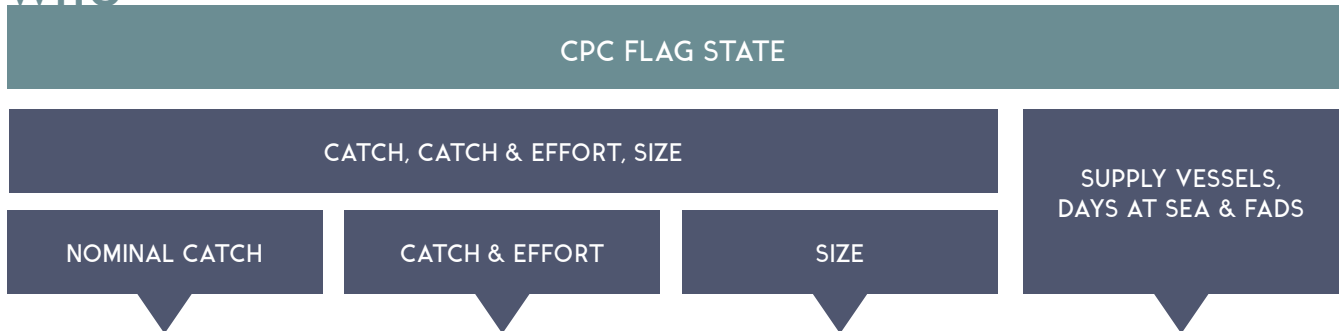 CPC FLAG STATE
CATCH, CATCH & EFFORT, SIZE
SUPPLY VESSELS,
DAYS AT SEA & FADS
NOMINAL CATCH
CATCH & EFFORT
SIZE